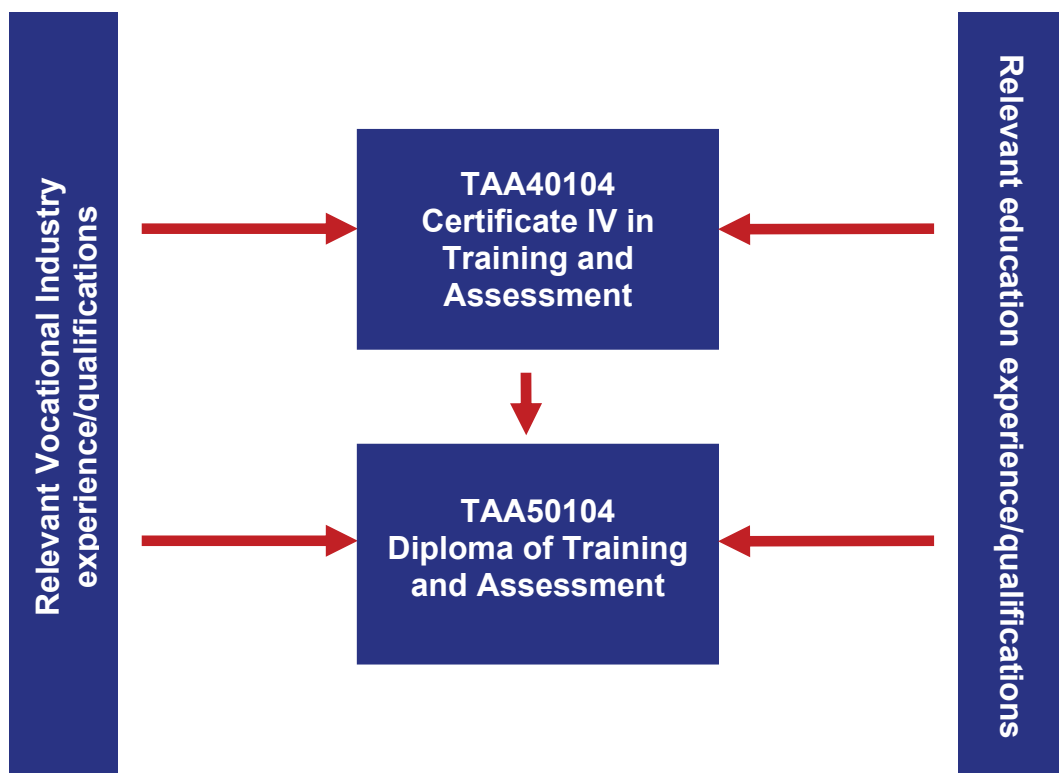 Relevant Vocational Industry
experience/qualifications
TAA40104
Certificate IV in
Training and
Assessment
TAA50104
Diploma of Training
and Assessment
Relevant education experience/qualifications